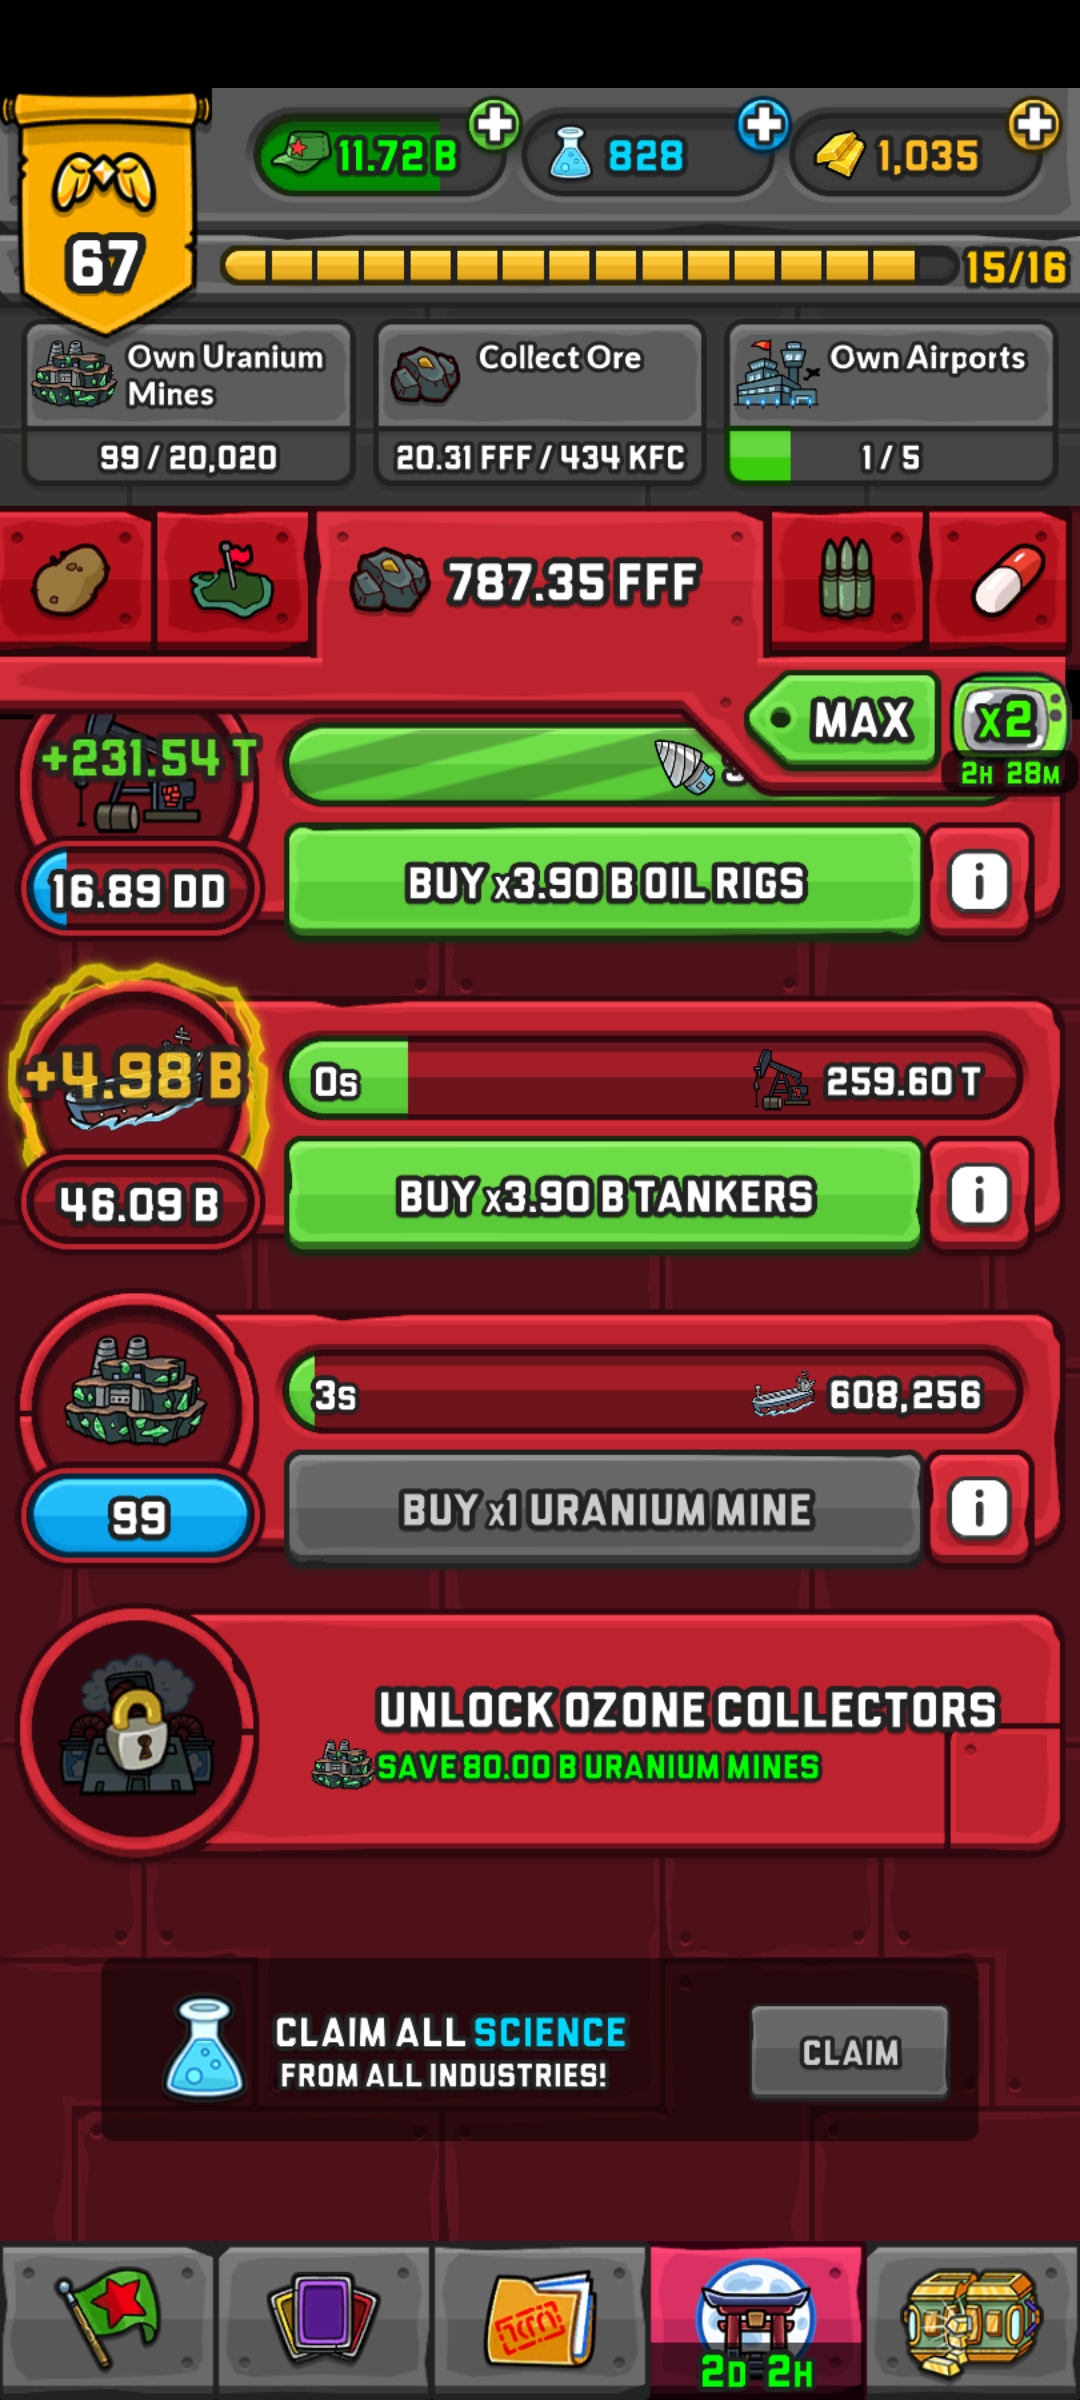 11.72 B
828
1,035
67
15/16
Own Uranium
Mines
99 / 20,020
Collect Ore
20.31 FFF / 434 KFC
Own Airports
1 / 5
787.35 FFF
MAX
X2
2H 28M
+231.54 T
16.89 DD
BUY x3.90 B OIL RIGS
i
+4.98 B
0s
259.60 T
46.09 B
BUY x3.90 B TANKERS
i
3s
608,256
99
BUY x1 URANIUM MINE
i
UNLOCK OZONE COLLECTORS
SAVE 80.00 B URANIUM MINES
CLAIM ALL SCIENCE
FROM ALL INDUSTRIES!
CLAIM
2D 2H